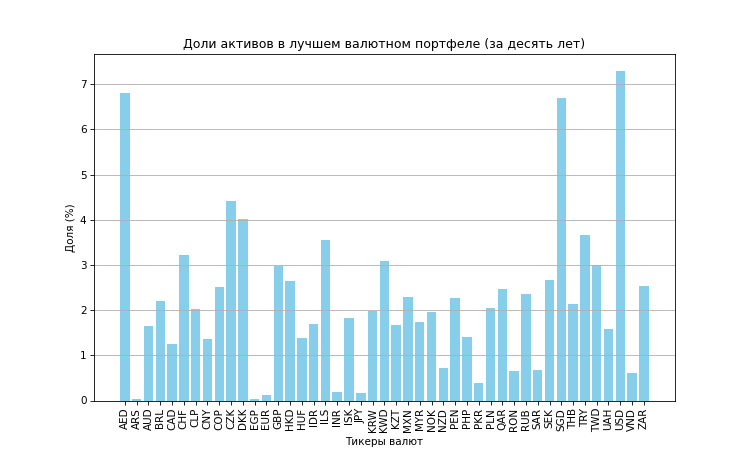 Доли активов в лучшем валютном портфеле (за десять лет)
Доля (%)
7
6
5
4
3
2
1
0
AED
ARS
AUD
BRL
CAD
CHF
CLP
CNY
COP
CZK
DKK
EGP
EUR
GBP
HKD
HUF
IDR
ILS
INR
ISK
JPY
KRW
KWD
KZT
MXN
MYR
NOK
NZD
PEN
PHP
PKR
PLN
QAR
RON
RUB
SAR
SEK
SGD
THB
TRY
TWD
UAH
USD
VND
ZAR
Тикеры валют